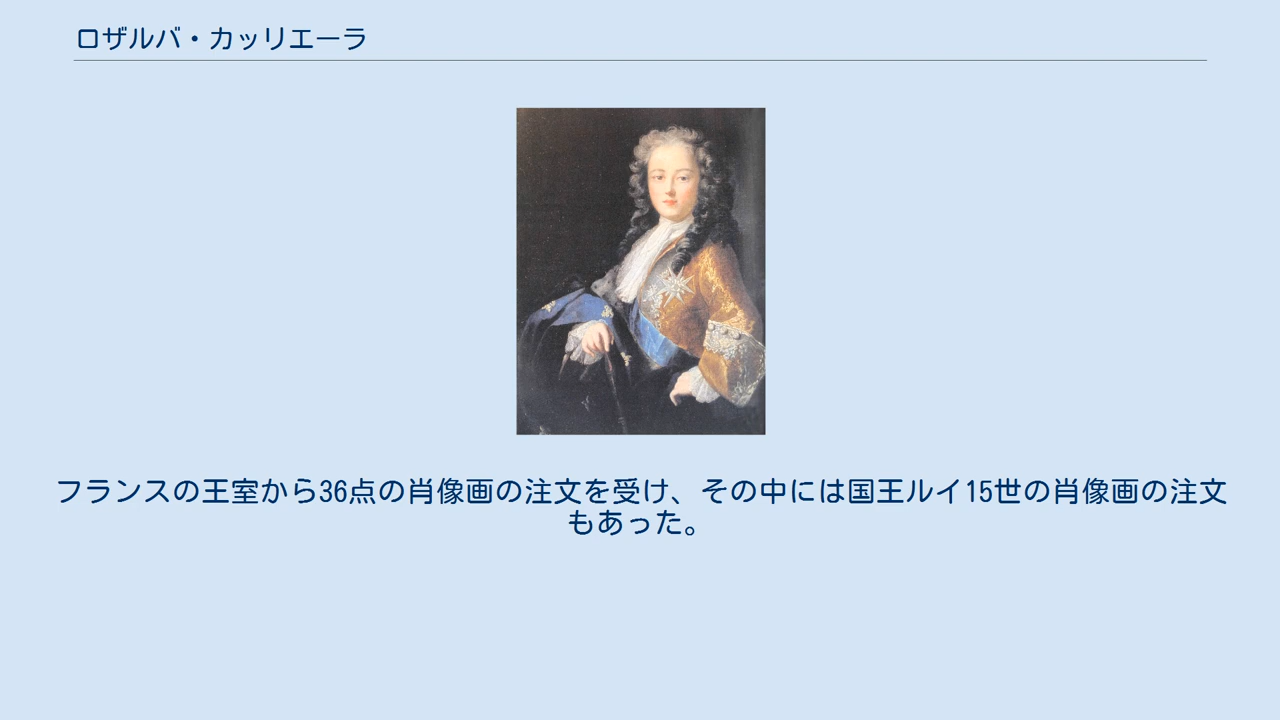 ロザルバ・カッリエーラ
フランスの王室から36点の肖像画の注文を受け、その中には国王ルイ15世の肖像画の注文
もあった。